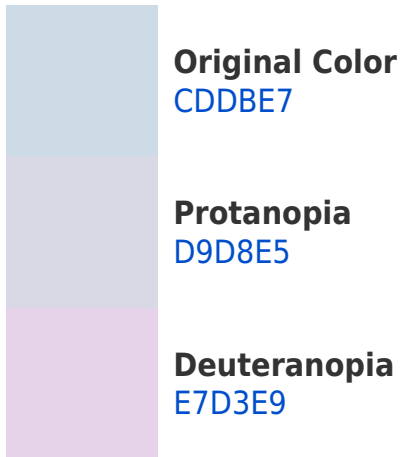 Original Color
CDDBE7
Protanopia
D9D8E5
Deuteranopia
E7D3E9